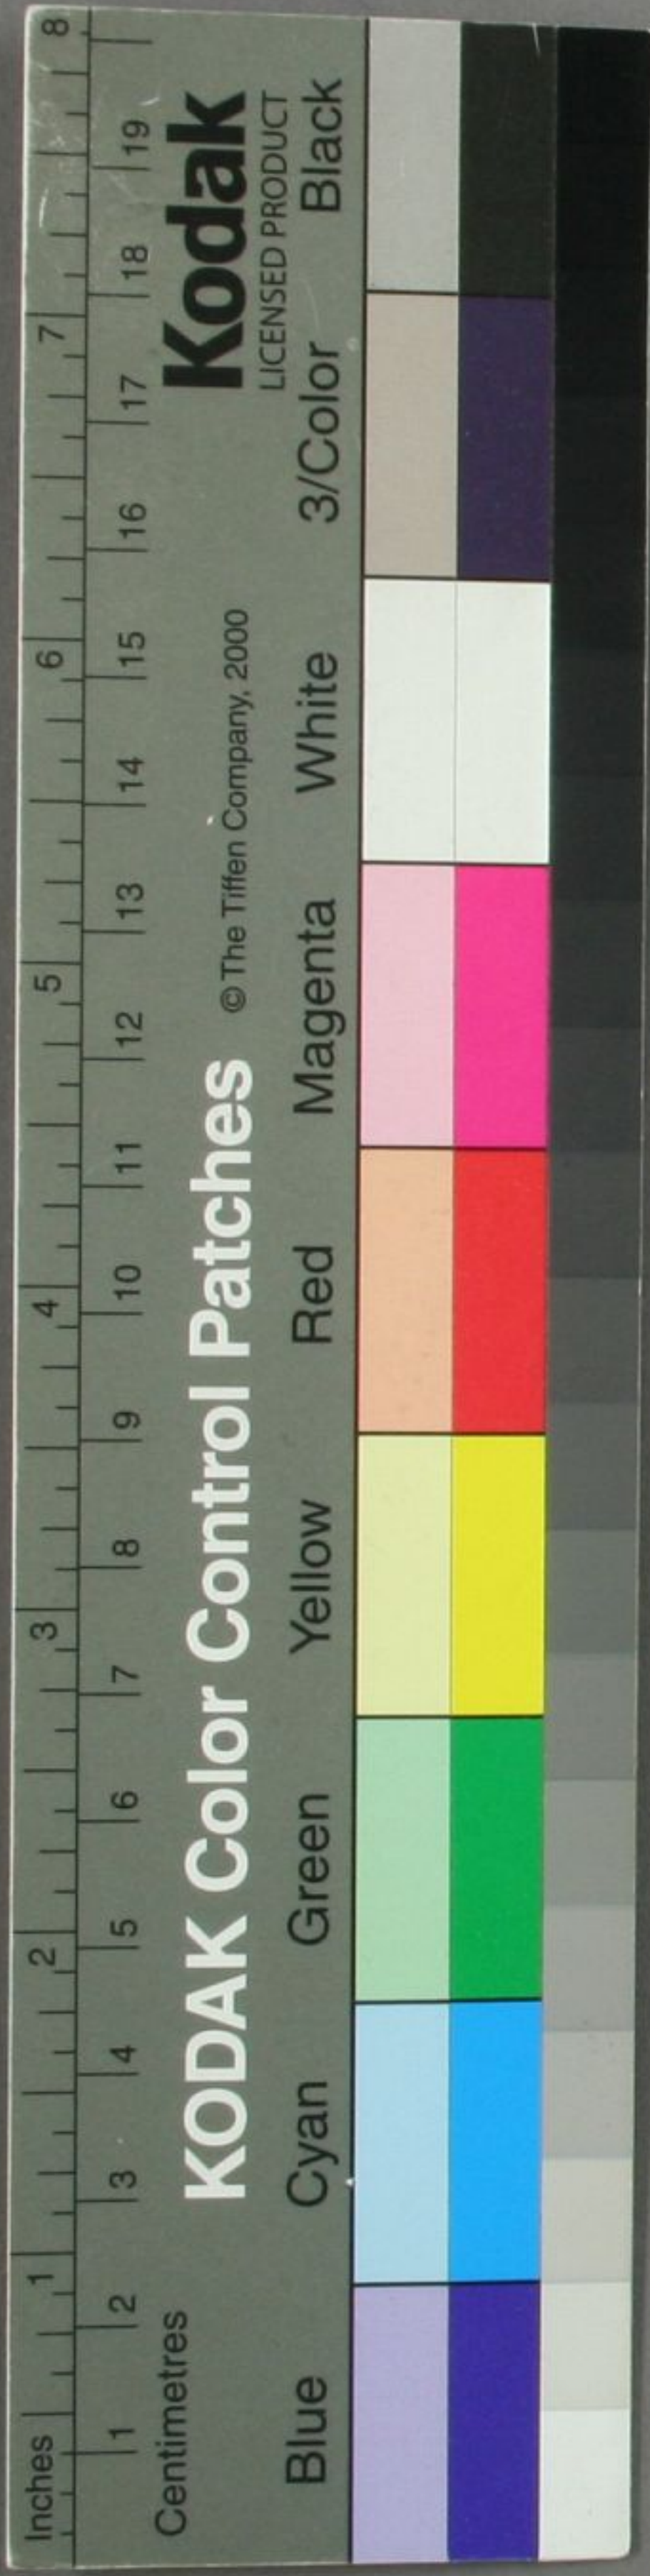 Inches 1 2 3 4 5 6 7 8
1 2 3 4 5 6 7 8 9 10 11 12 13 14 15 16 17 18 19
Centimetres
KODAK Color Control Patches © The Tiffen Company, 2000 Kodak
LICENSED PRODUCT
Blue Cyan Green Yellow Red Magenta White 3/Color Black